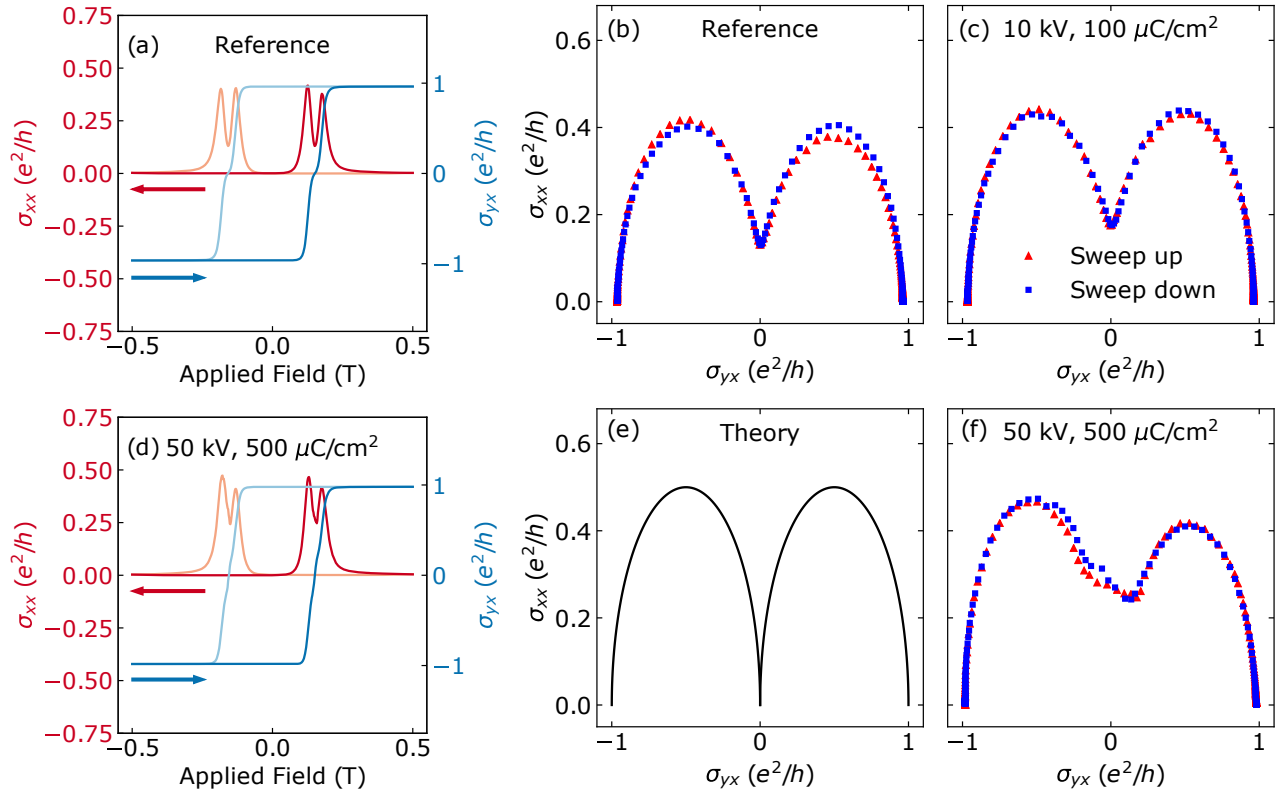 (a) Reference
0.75
0.50
0.25
0.00
−0.25
−0.50
−0.75
σxx (e²/h)
1
0
−1
σyx (e²/h)
−0.5 0.0 0.5
Applied Field (T)
(b) Reference
0.6
0.4
0.2
0.0
σxx (e²/h)
−1 0 1
σyx (e²/h)
(c) 10 kV, 100 μC/cm²
Sweep up
Sweep down
−1 0 1
σyx (e²/h)
(d) 50 kV, 500 μC/cm²
0.75
0.50
0.25
0.00
−0.25
−0.50
−0.75
σxx (e²/h)
1
0
−1
σyx (e²/h)
−0.5 0.0 0.5
Applied Field (T)
(e) Theory
0.6
0.4
0.2
0.0
σxx (e²/h)
−1 0 1
σyx (e²/h)
(f) 50 kV, 500 μC/cm²
−1 0 1
σyx (e²/h)